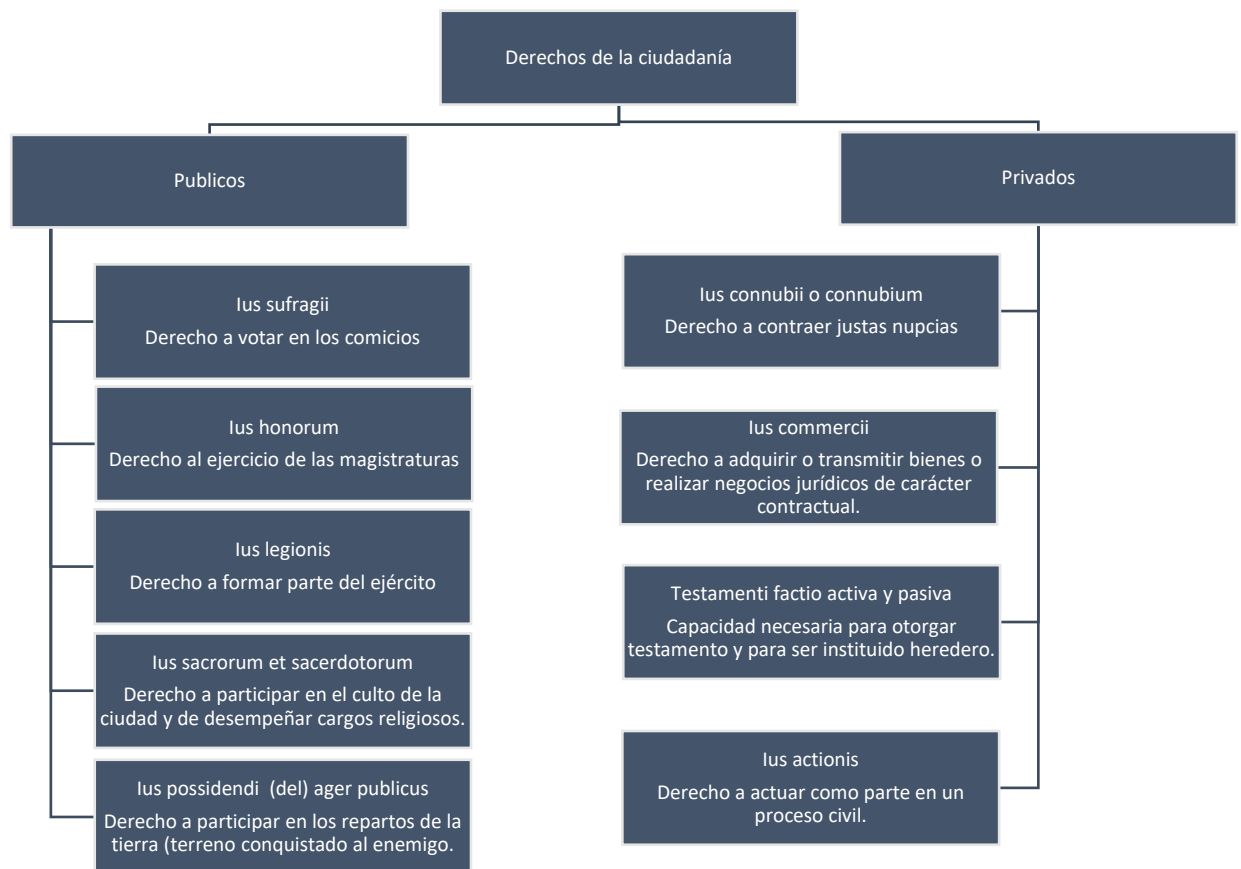 Derechos de la ciudadanía
Publicos
Ius sufragii
Derecho a votar en los comicios
Ius honorum
Derecho al ejercicio de las magistraturas
Ius legionis
Derecho a formar parte del ejército
Ius sacrorum et sacerdotorum
Derecho a participar en el culto de la
ciudad y de desempeñar cargos religiosos.
Ius possidendi (del) ager publicus
Derecho a participar en los repartos de la
tierra (terreno conquistado al enemigo.
Privados
Ius connubii o connubium
Derecho a contraer justas nupcias
Ius commercii
Derecho a adquirir o transmitir bienes o
realizar negocios jurídicos de carácter
contractual.
Testamenti factio activa y pasiva
Capacidad necesaria para otorgar
testamento y para ser instituido heredero.
Ius actionis
Derecho a actuar como parte en un
proceso civil.